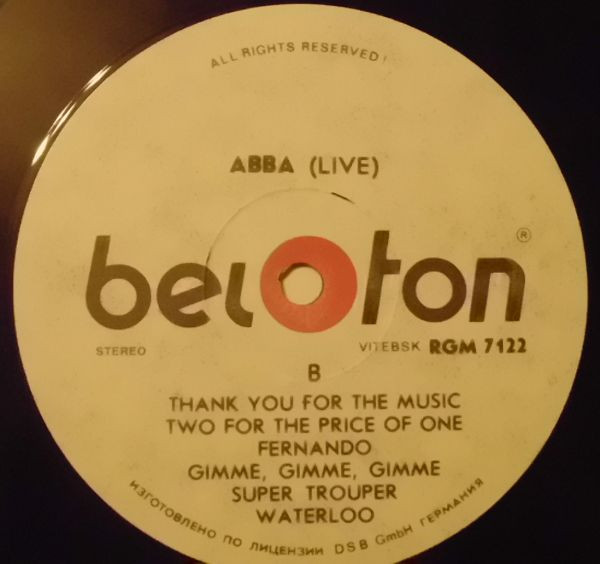 ALL RIGHTS RESERVED!
ABBA (LIVE)
beloton ®
STEREO
VITEBSK RGM 7122
B
THANK YOU FOR THE MUSIC
TWO FOR THE PRICE OF ONE
FERNANDO
GIMME, GIMME, GIMME
SUPER TROUPER
WATERLOO
ИЗГОТОВЛЕНО ПО ЛИЦЕНЗИИ DSB GmbH ГЕРМАНИЯ